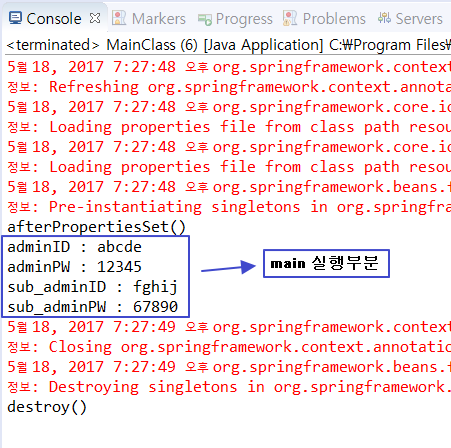 Console Markers Progress Problems Servers
<terminated> MainClass (6) [Java Application] C:₩Program Files₩
5월 18, 2017 7:27:48 오후 org.springframework.context
정보: Refreshing org.springframework.context.annota
5월 18, 2017 7:27:48 오후 org.springframework.core.io
정보: Loading properties file from class path resou
5월 18, 2017 7:27:48 오후 org.springframework.core.io
정보: Loading properties file from class path resou
5월 18, 2017 7:27:48 오후 org.springframework.beans.f
정보: Pre-instantiating singletons in org.springfra
afterPropertiesSet()
adminID : abcde
adminPW : 12345
sub_adminID : fghij
sub_adminPW : 67890
main 실행부분
5월 18, 2017 7:27:49 오후 org.springframework.context
정보: Closing org.springframework.context.annotatio
5월 18, 2017 7:27:49 오후 org.springframework.beans.f
정보: Destroying singletons in org.springframework.
destroy()